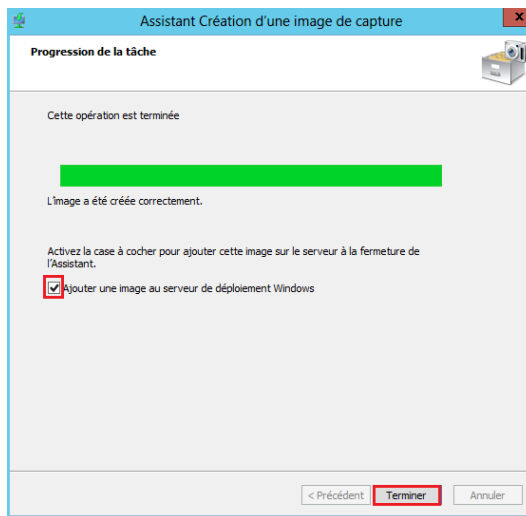 Assistant Création d'une image de capture
x
Progression de la tâche
Cette opération est terminée
L'image a été créée correctement.
Activez la case à cocher pour ajouter cette image sur le serveur à la fermeture de
l'Assistant.
Ajouter une image au serveur de déploiement Windows
< Précédent Terminer Annuler